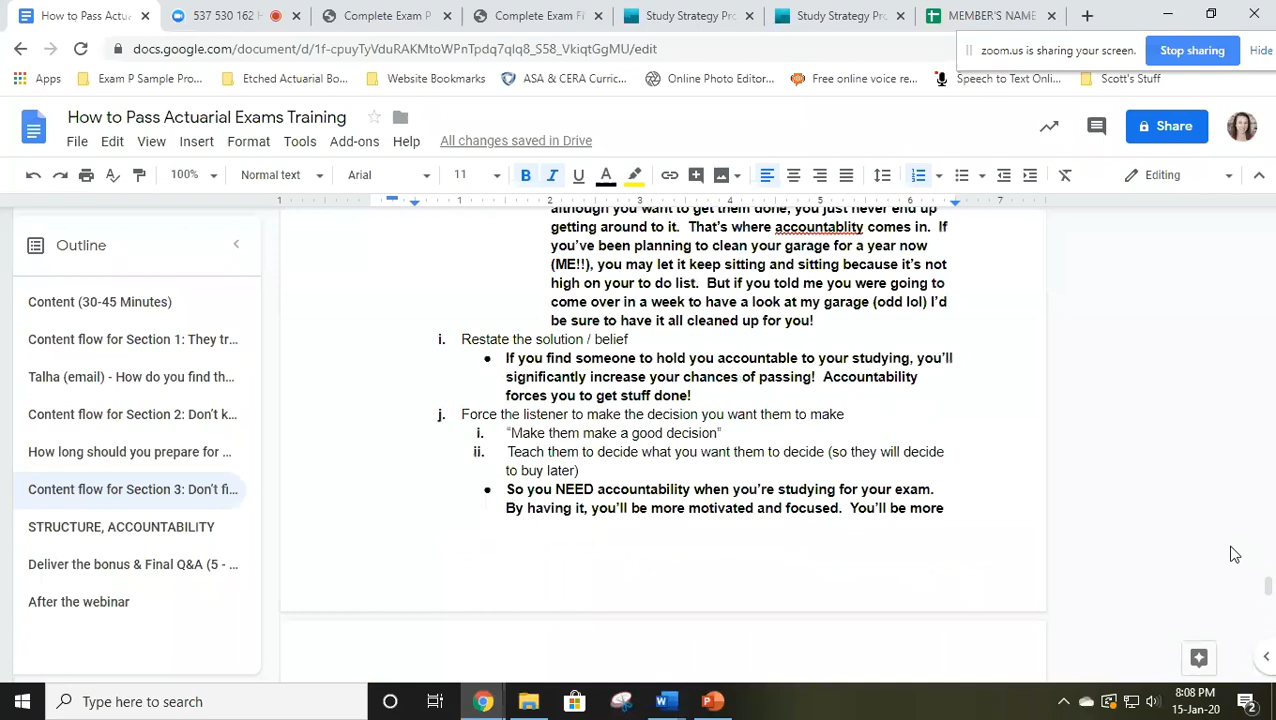 How to Pass Actu
537 531 162
Complete Exam P
Complete Exam Fi
Study Strategy Pr
Study Strategy Pr
MEMBER'S NAME
docs.google.com/document/d/1f-cpuyTyVduRAKMtoWPnTpdq7qlq8_S58_VkiqtGgMU/edit
zoom.us is sharing your screen.
Stop sharing
Hide
Apps
Exam P Sample Pro...
Etched Actuarial Bo...
Website Bookmarks
ASA & CERA Curric...
Online Photo Editor...
Free online voice re...
Speech to Text Onli...
Scott's Stuff
How to Pass Actuarial Exams Training
Share
File Edit View Insert Format Tools Add-ons Help All changes saved in Drive
100% Normal text Arial 11 B I U A Editing
1 1 2 3 4 5 6 7
Outline
Content (30-45 Minutes)
Content flow for Section 1: They tr...
Talha (email) - How do you find th...
Content flow for Section 2: Don't k...
How long should you prepare for ...
Content flow for Section 3: Don't fi...
STRUCTURE, ACCOUNTABILITY
Deliver the bonus & Final Q&A (5 - ...
After the webinar
although you want to get them done, you just never end up
getting around to it. That's where accountablity comes in. If
you've been planning to clean your garage for a year now
(ME!!), you may let it keep sitting and sitting because it's not
high on your to do list. But if you told me you were going to
come over in a week to have a look at my garage (odd lol) I'd
be sure to have it all cleaned up for you!
i. Restate the solution / belief
● If you find someone to hold you accountable to your studying, you'll
significantly increase your chances of passing! Accountability
forces you to get stuff done!
j. Force the listener to make the decision you want them to make
i. "Make them make a good decision"
ii. Teach them to decide what you want them to decide (so they will decide
to buy later)
● So you NEED accountability when you're studying for your exam.
By having it, you'll be more motivated and focused. You'll be more
Type here to search
8:08 PM
15-Jan-20
2